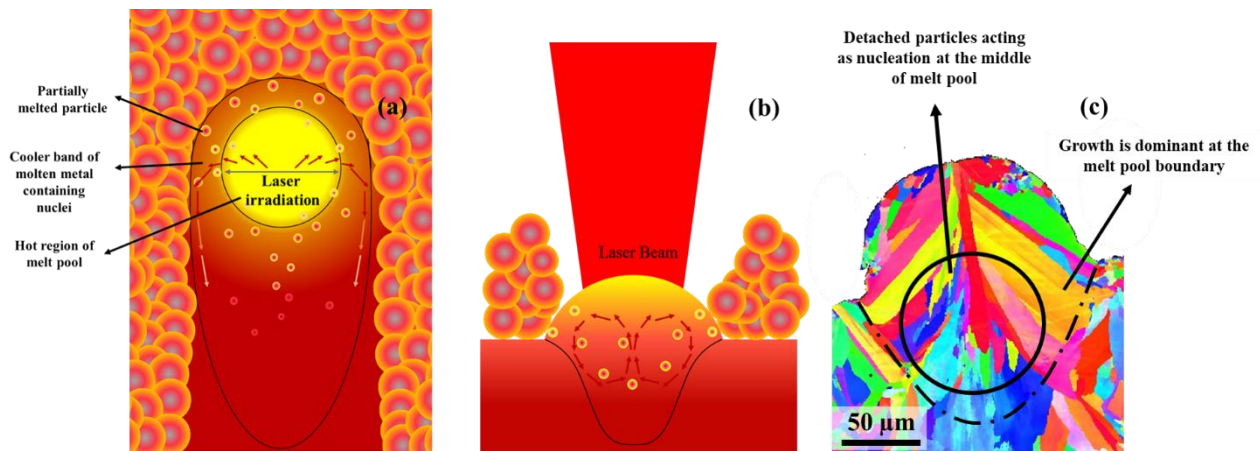 Partially
melted particle
Cooler band of
molten metal
containing
nuclei
Hot region of
melt pool
(a)
Laser
irradiation
(b)
Laser Beam
Detached particles acting
as nucleation at the middle
of melt pool
(c)
Growth is dominant at the
melt pool boundary
50 µm